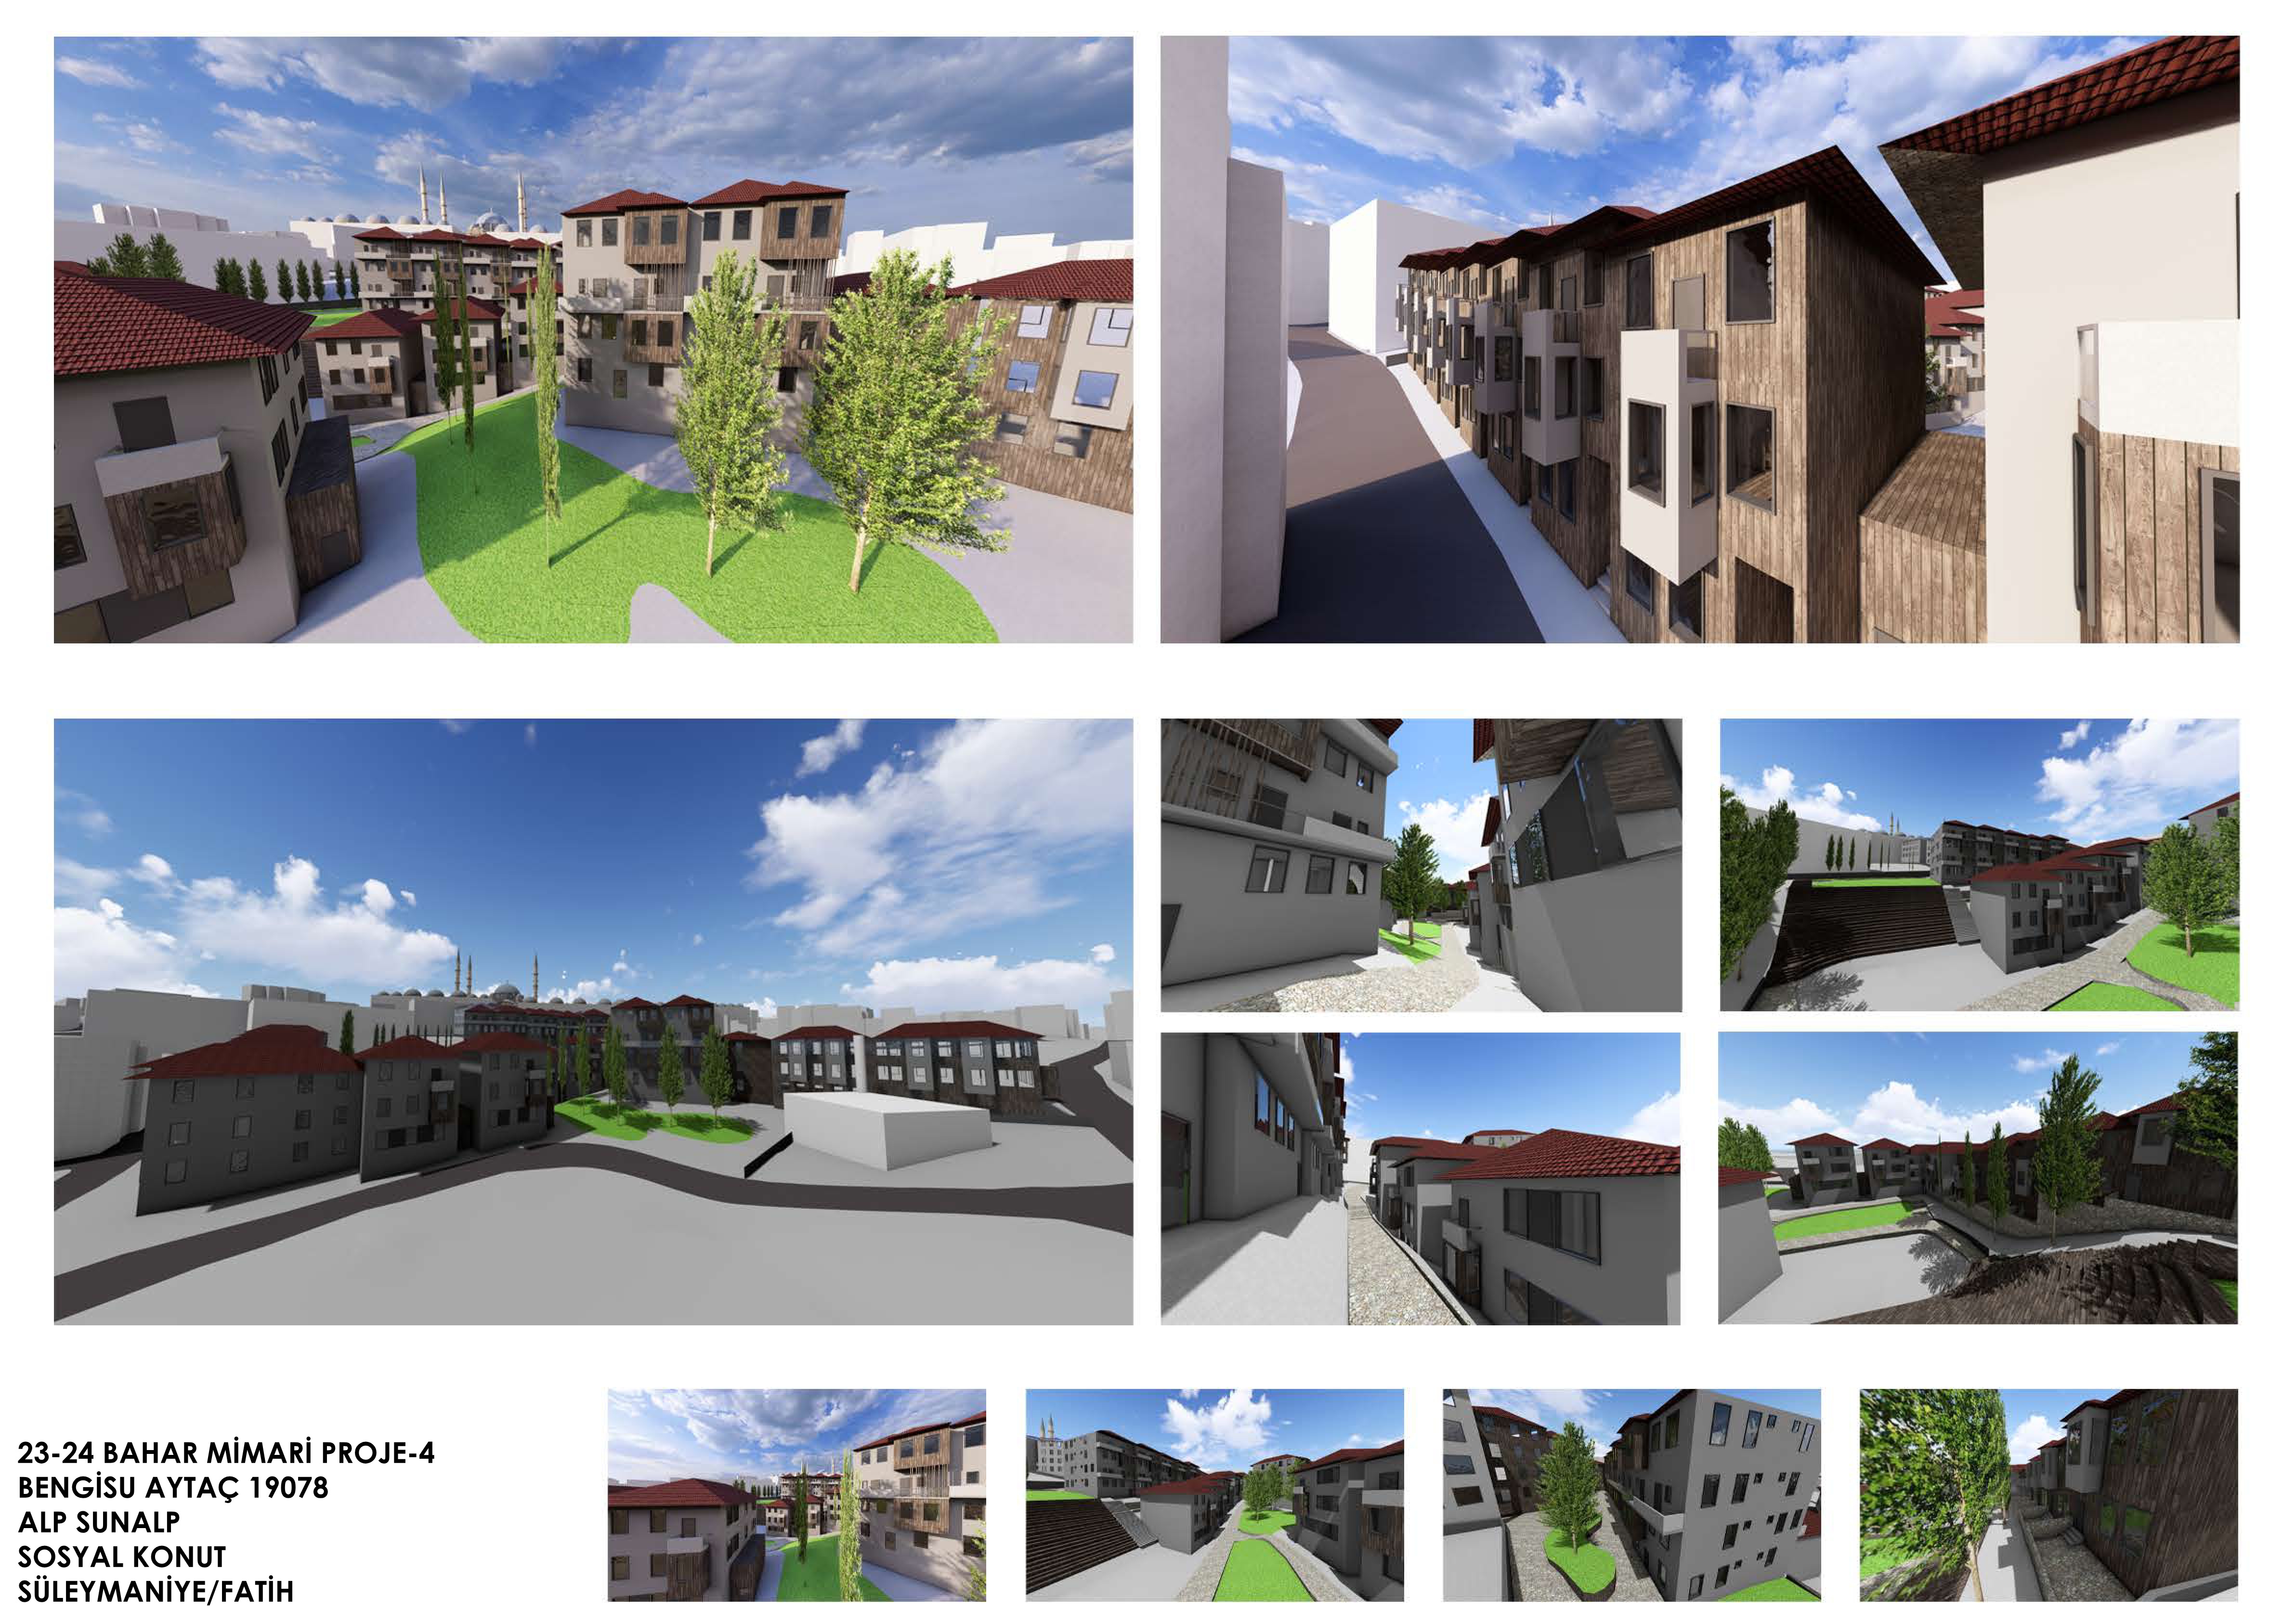 23-24 BAHAR MİMARİ PROJE-4
BENGİSU AYTAÇ 19078
ALP SUNALP
SOSYAL KONUT
SÜLEYMANİYE/FATİH